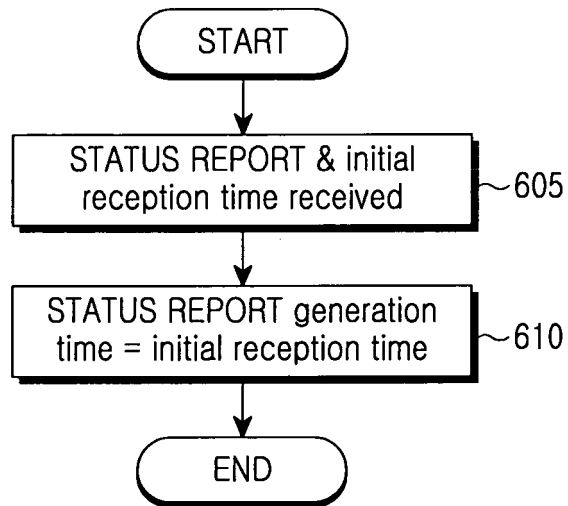 START
STATUS REPORT & initial
reception time received
605
STATUS REPORT generation
time = initial reception time
610
END